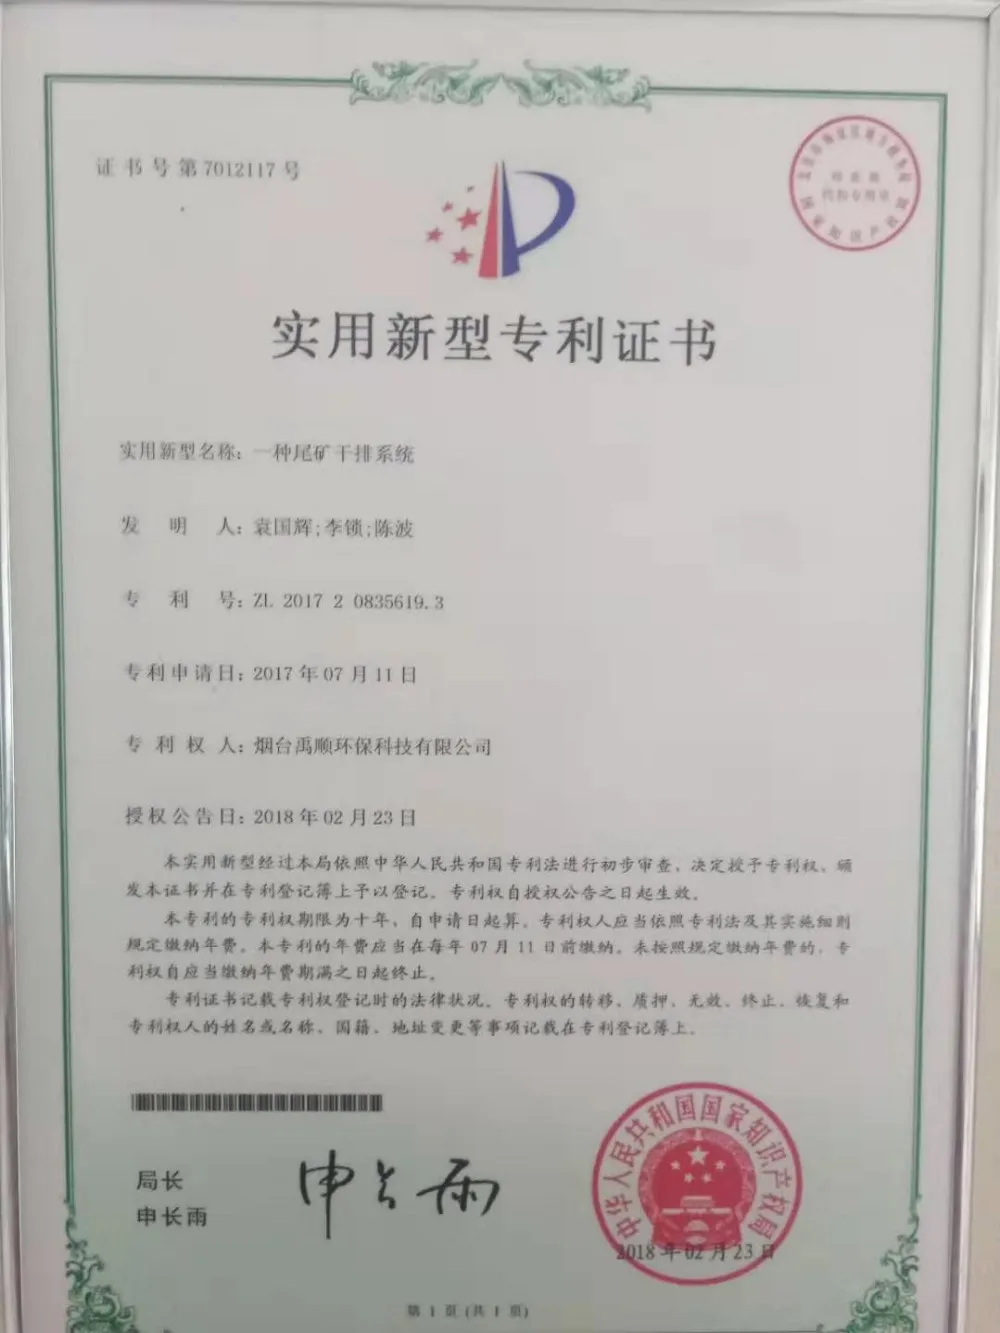 证书号第7012117号
实用新型专利证书
实用新型名称：一种尾矿干排系统
发明人：袁国辉;李锁;陈波
专利号：ZL 2017 2 0835619.3
专利申请日：2017年07月11日
专利权人：烟台禹顺环保科技有限公司
授权公告日：2018年02月23日
本实用新型经过本局依照中华人民共和国专利法进行初步审查，决定授予专利权，颁
发本证书并在专利登记簿上予以登记。专利权自授权公告之日起生效。
本专利的专利权期限为十年，自申请日起算。专利权人应当依照专利法及其实施细则
规定缴纳年费。本专利的年费应当在每年07月11日前缴纳。未按照规定缴纳年费的，专
利权自应当缴纳年费期满之日起终止。
专利证书记载专利权登记时的法律状况。专利权的转移、质押、无效、终止、恢复和
专利权人的姓名或名称、国籍、地址变更等事项记载在专利登记簿上。
局长
申长雨
申长雨
中华人民共和国国家知识产权局
2018年02月23日
第1页(共1页)